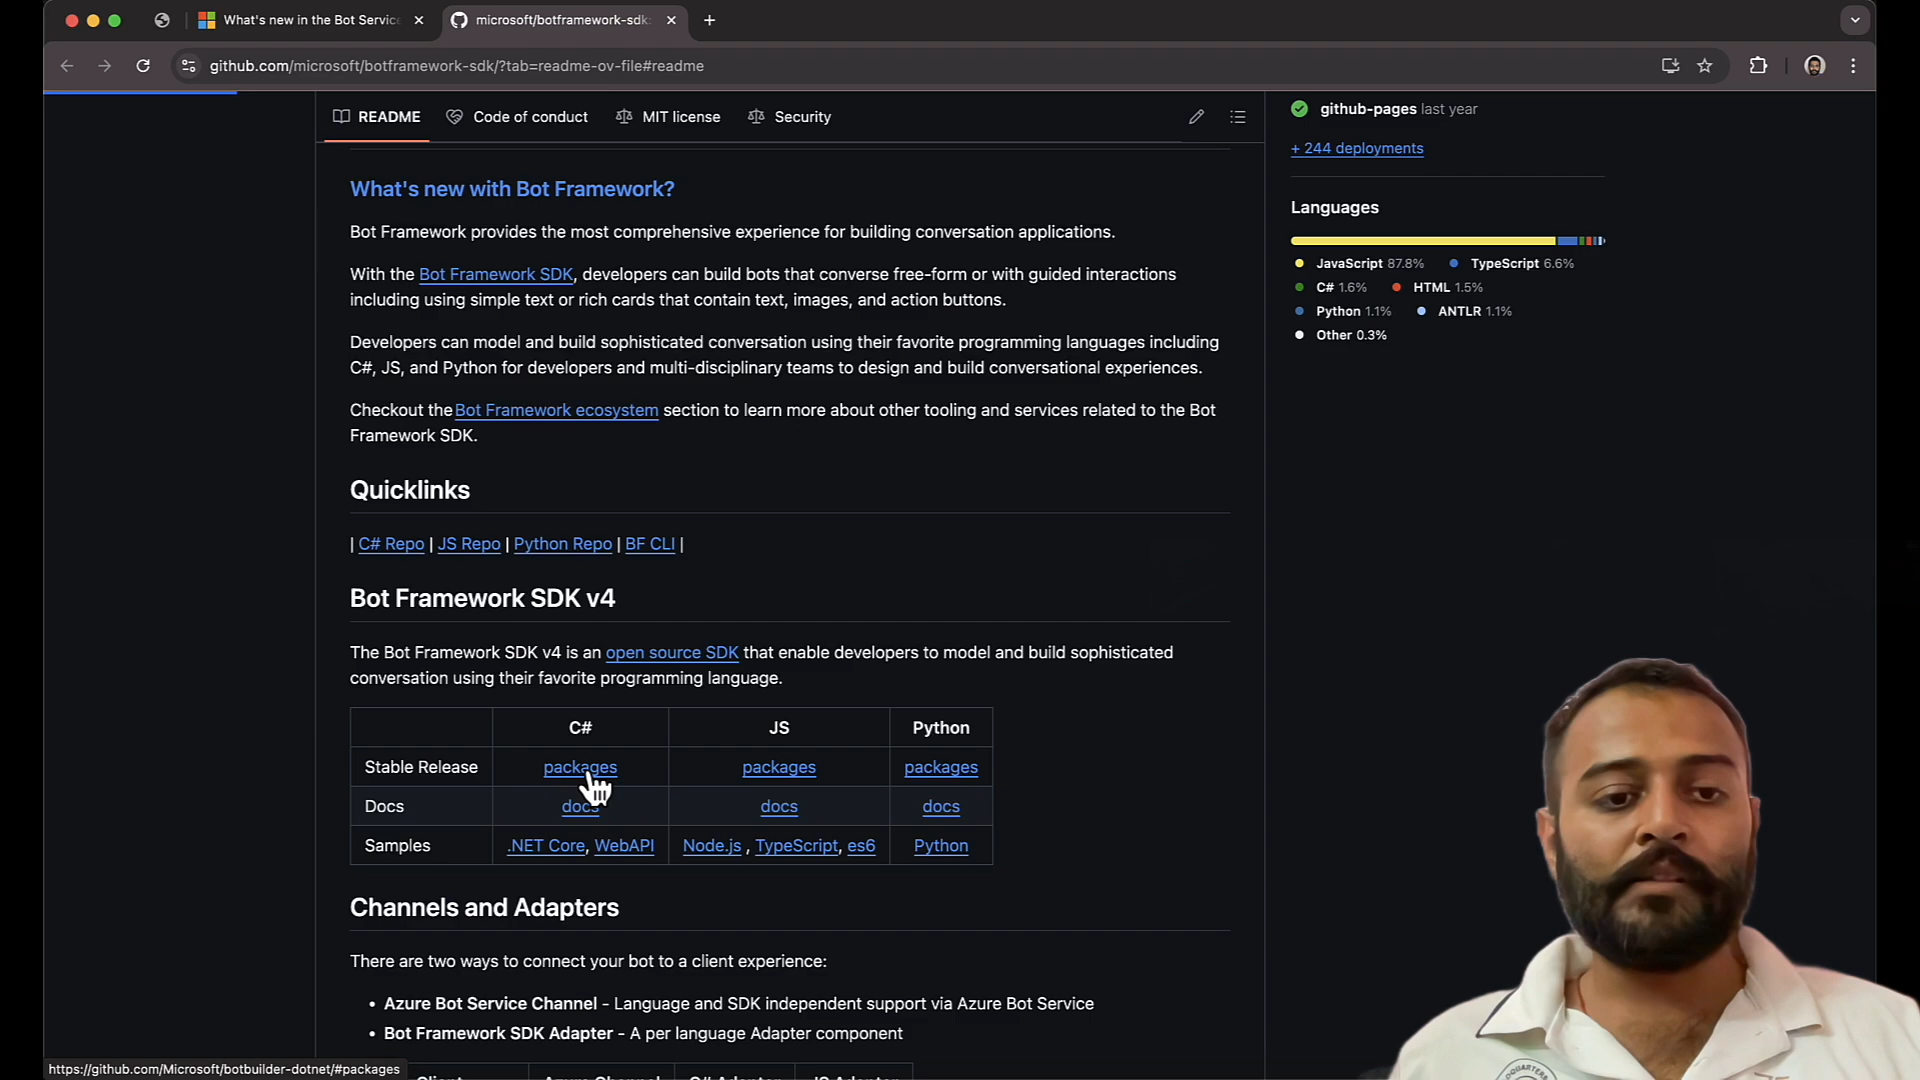 What's new in the Bot Service
microsoft/botframework-sdk:
github.com/microsoft/botframework-sdk/?tab=readme-ov-file#readme
README
Code of conduct
MIT license
Security
What's new with Bot Framework?
Bot Framework provides the most comprehensive experience for building conversation applications.
With the Bot Framework SDK, developers can build bots that converse free-form or with guided interactions
including using simple text or rich cards that contain text, images, and action buttons.
Developers can model and build sophisticated conversation using their favorite programming languages including
C#, JS, and Python for developers and multi-disciplinary teams to design and build conversational experiences.
Checkout the Bot Framework ecosystem section to learn more about other tooling and services related to the Bot
Framework SDK.
Quicklinks
| C# Repo | JS Repo | Python Repo | BF CLI |
Bot Framework SDK v4
The Bot Framework SDK v4 is an open source SDK that enable developers to model and build sophisticated
conversation using their favorite programming language.
C# JS Python
Stable Release packages packages packages
Docs docs docs docs
Samples .NET Core, WebAPI Node.js , TypeScript, es6 Python
Channels and Adapters
There are two ways to connect your bot to a client experience:
• Azure Bot Service Channel - Language and SDK independent support via Azure Bot Service
• Bot Framework SDK Adapter - A per language Adapter component
https://github.com/Microsoft/botbuilder-dotnet/#packages
github-pages last year
+ 244 deployments
Languages
JavaScript 87.8% TypeScript 6.6%
C# 1.6% HTML 1.5%
Python 1.1% ANTLR 1.1%
Other 0.3%